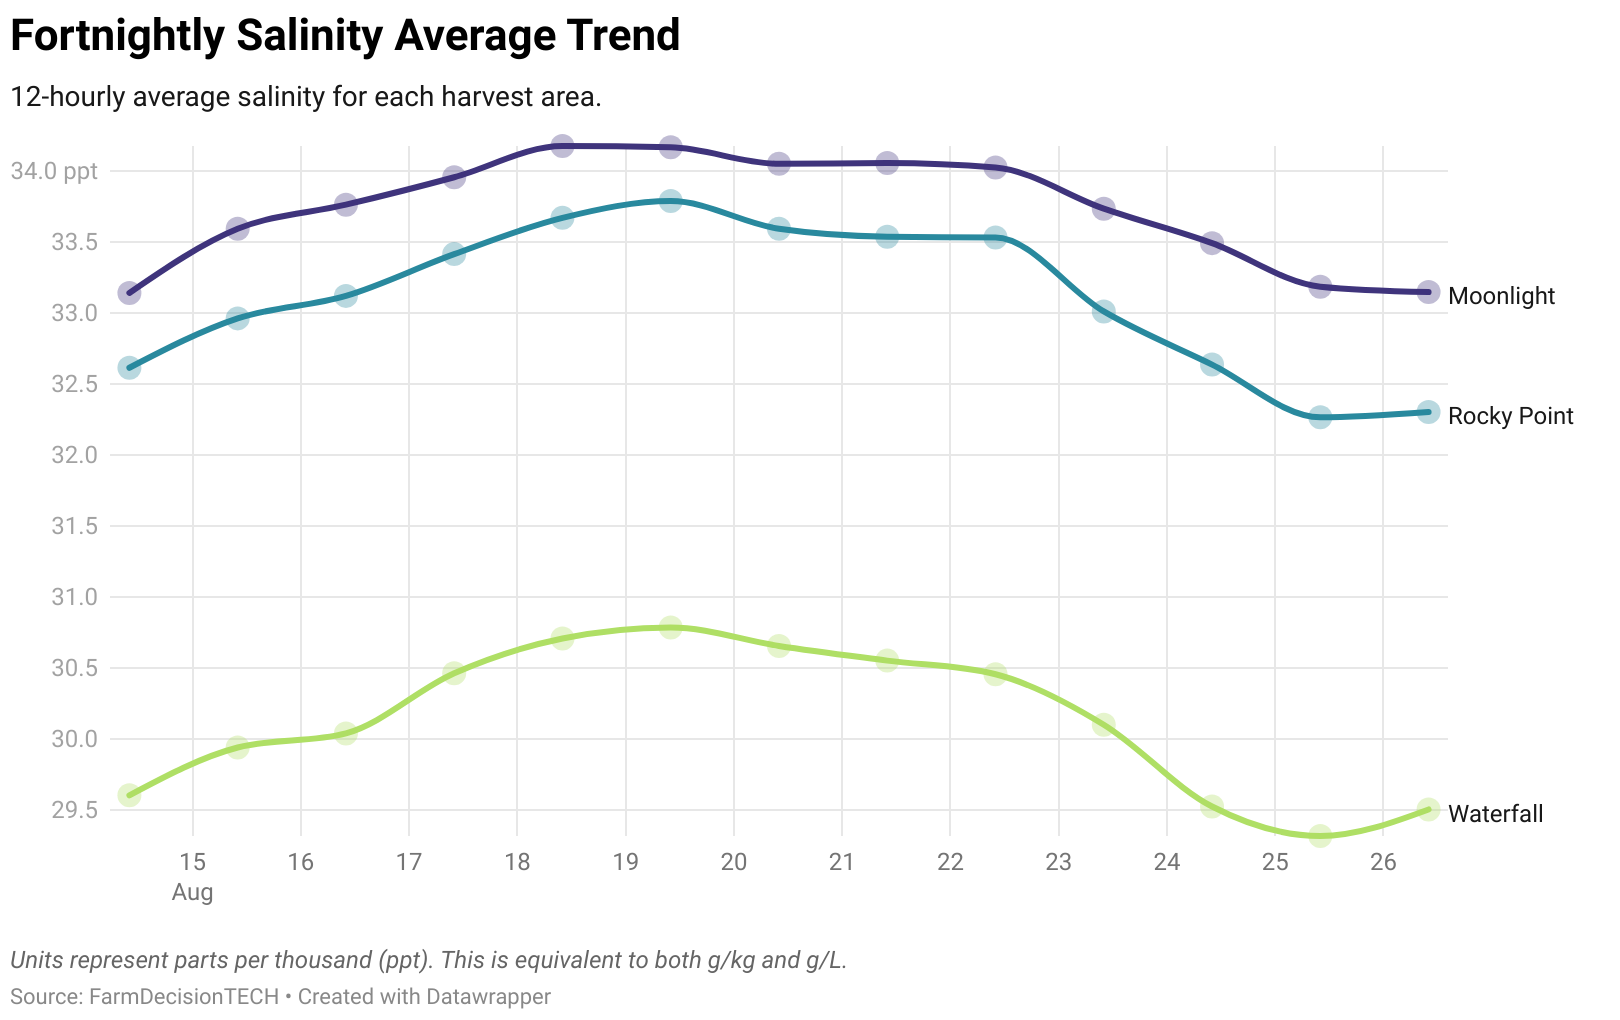 Fortnightly Salinity Average Trend
12-hourly average salinity for each harvest area.
34.0 ppt
33.5
33.0
Moonlight
32.5
Rocky Point
32.0
31.5
31.0
30.5
30.0
29.5
Waterfall
15 16 17 18 19 20 21 22 23 24 25 26
Aug
Units represent parts per thousand (ppt). This is equivalent to both g/kg and g/L.
Source: FarmDecisionTECH • Created with Datawrapper